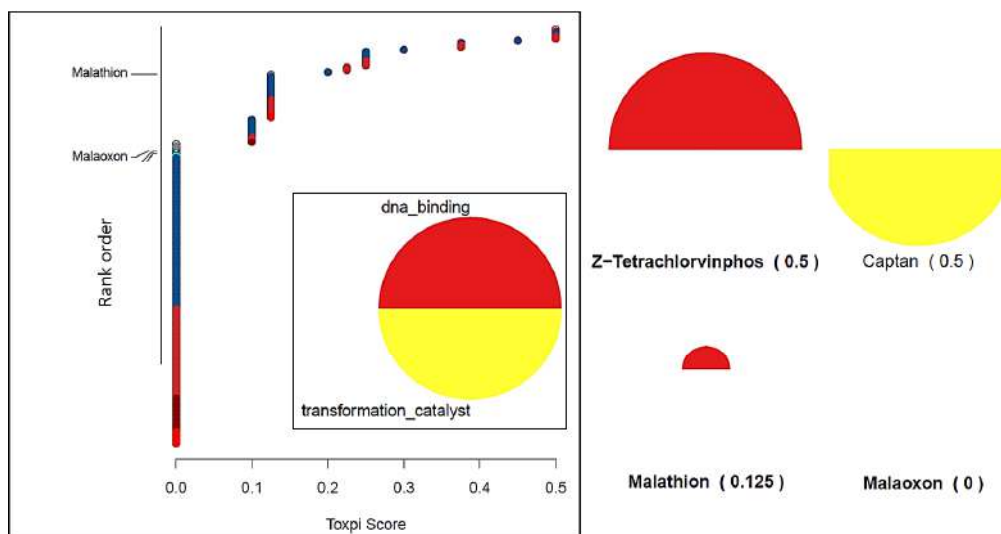 Malathion
Malaoxon
Rank order
dna_binding
transformation_catalyst
0.0 0.1 0.2 0.3 0.4 0.5
Toxpi Score
Z−Tetrachlorvinphos ( 0.5 )
Captan ( 0.5 )
Malathion ( 0.125 )
Malaoxon ( 0 )